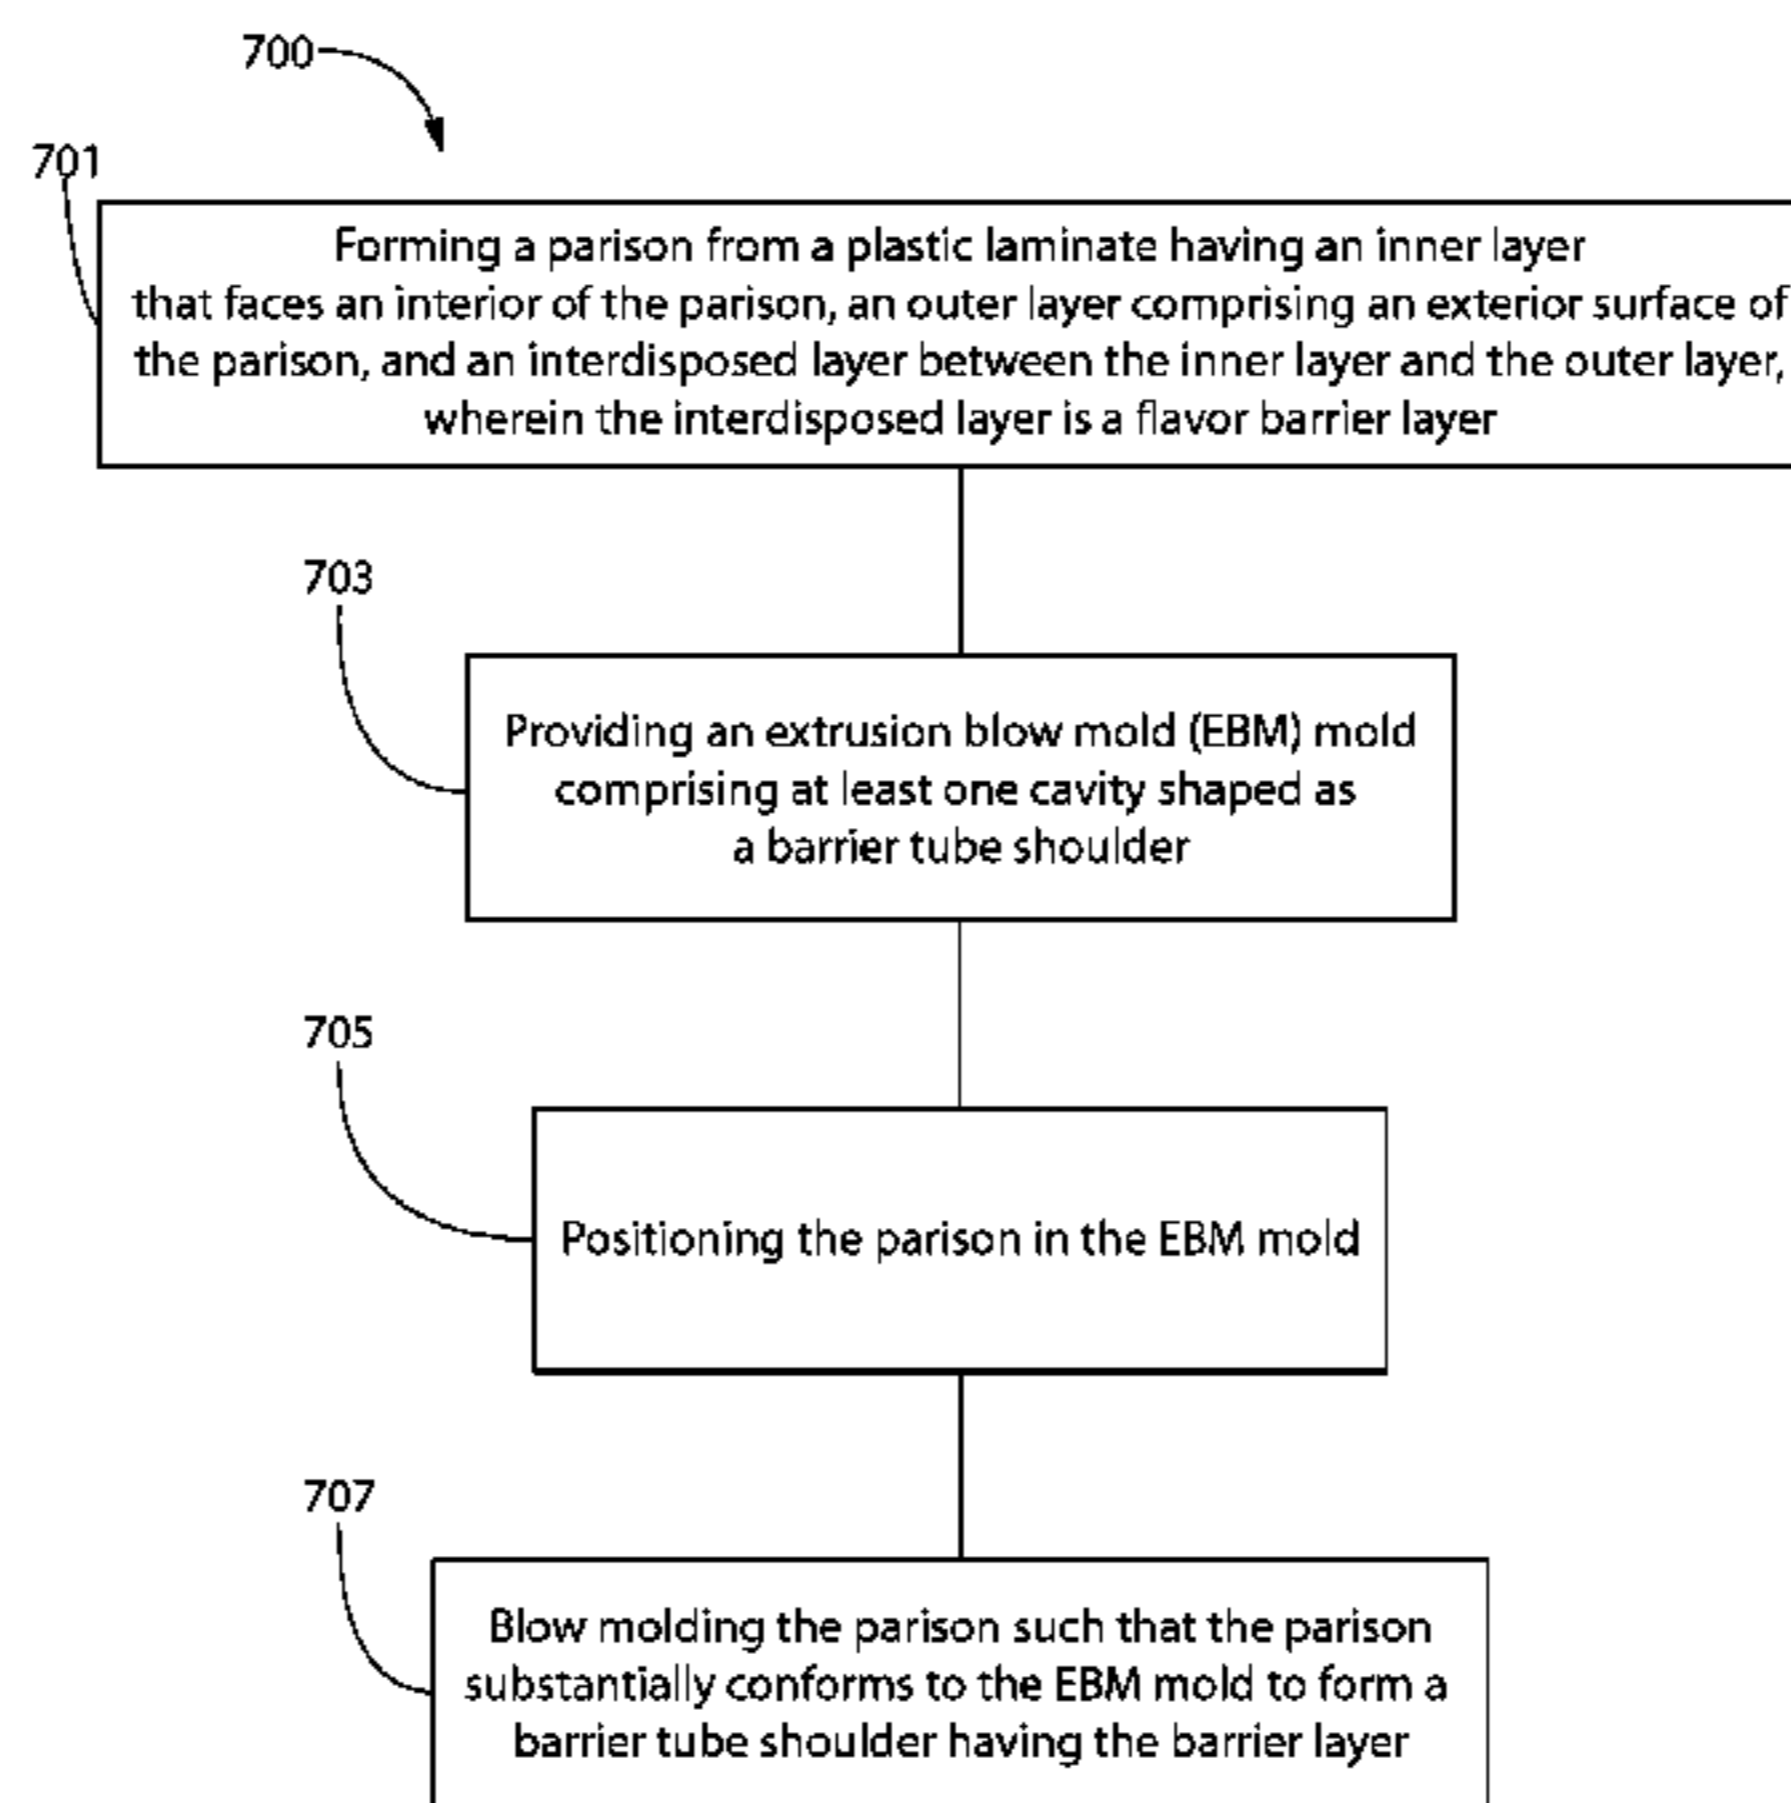 700
701
Forming a parison from a plastic laminate having an inner layer
that faces an interior of the parison, an outer layer comprising an exterior surface of
the parison, and an interdisposed layer between the inner layer and the outer layer,
wherein the interdisposed layer is a flavor barrier layer
703
Providing an extrusion blow mold (EBM) mold
comprising at least one cavity shaped as
a barrier tube shoulder
705
Positioning the parison in the EBM mold
707
Blow molding the parison such that the parison
substantially conforms to the EBM mold to form a
barrier tube shoulder having the barrier layer